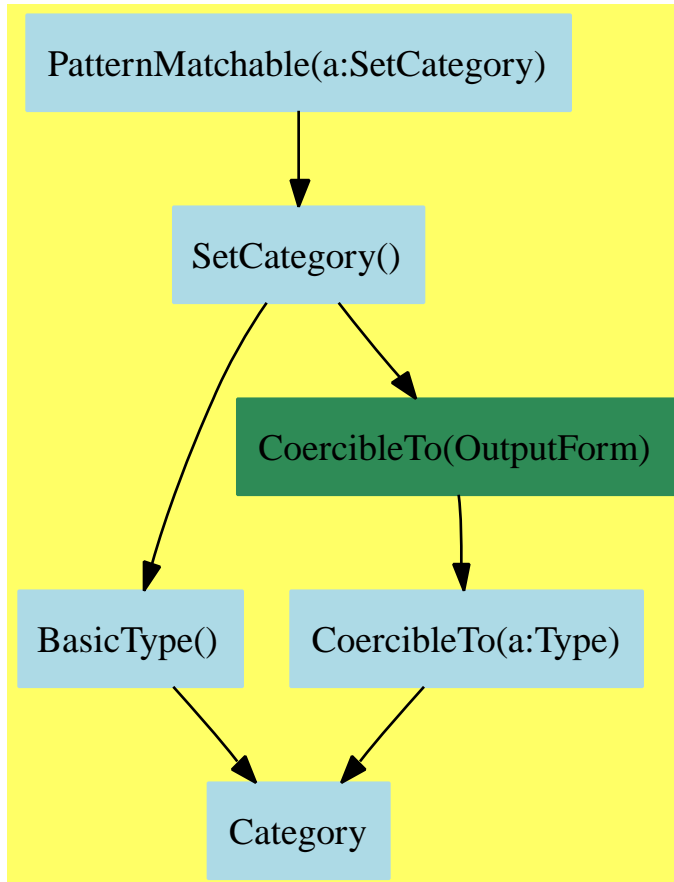 PatternMatchable(a:SetCategory)
SetCategory()
CoercibleTo(OutputForm)
BasicType()
CoercibleTo(a:Type)
Category